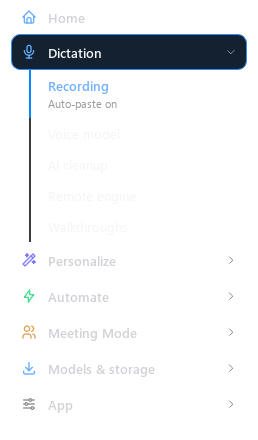 Home
Dictation
Recording
Auto-paste on
Voice model
AI cleanup
Remote engine
Walkthroughs
Personalize
Automate
Meeting Mode
Models & storage
App